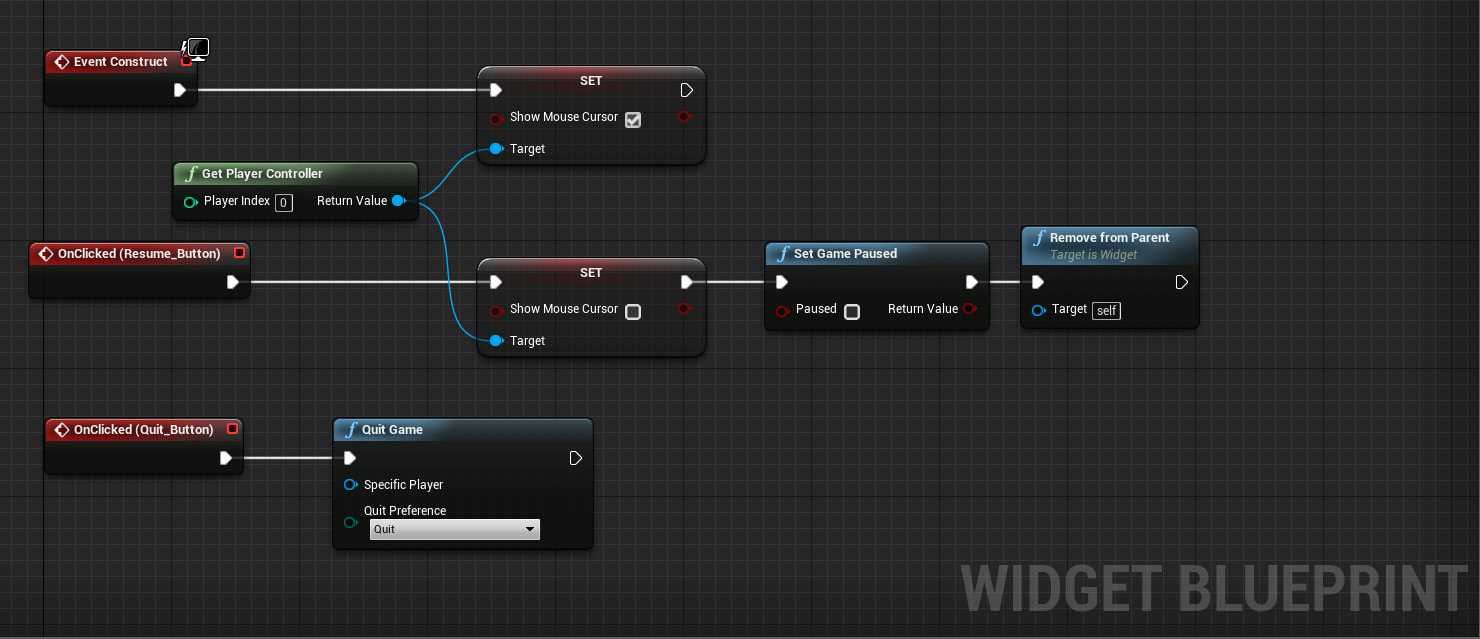 Event Construct
SET
Show Mouse Cursor
Target
f Get Player Controller
Player Index 0 Return Value
OnClicked (Resume_Button)
SET
Show Mouse Cursor
Target
f Set Game Paused
Paused Return Value
f Remove from Parent
Target is Widget
Target self
OnClicked (Quit_Button)
f Quit Game
Specific Player
Quit Preference
Quit
WIDGET BLUEPRINT